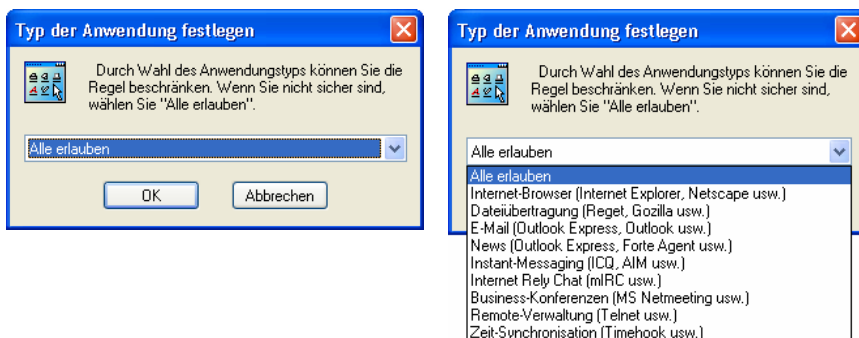 Typ der Anwendung festlegen
Durch Wahl des Anwendungstyps können Sie die
Regel beschränken. Wenn Sie nicht sicher sind,
wählen Sie "Alle erlauben".
Alle erlauben
OK
Abbrechen
Typ der Anwendung festlegen
Durch Wahl des Anwendungstyps können Sie die
Regel beschränken. Wenn Sie nicht sicher sind,
wählen Sie "Alle erlauben".
Alle erlauben
Alle erlauben
Internet-Browser (Internet Explorer, Netscape usw.)
Dateiübertragung (Reget, Gozilla usw.)
E-Mail (Outlook Express, Outlook usw.)
News (Outlook Express, Forte Agent usw.)
Instant-Messaging (ICQ, AIM usw.)
Internet Rely Chat (mIRC usw.)
Business-Konferenzen (MS Netmeeting usw.)
Remote-Verwaltung (Telnet usw.)
Zeit-Synchronisation (Timehook usw.)